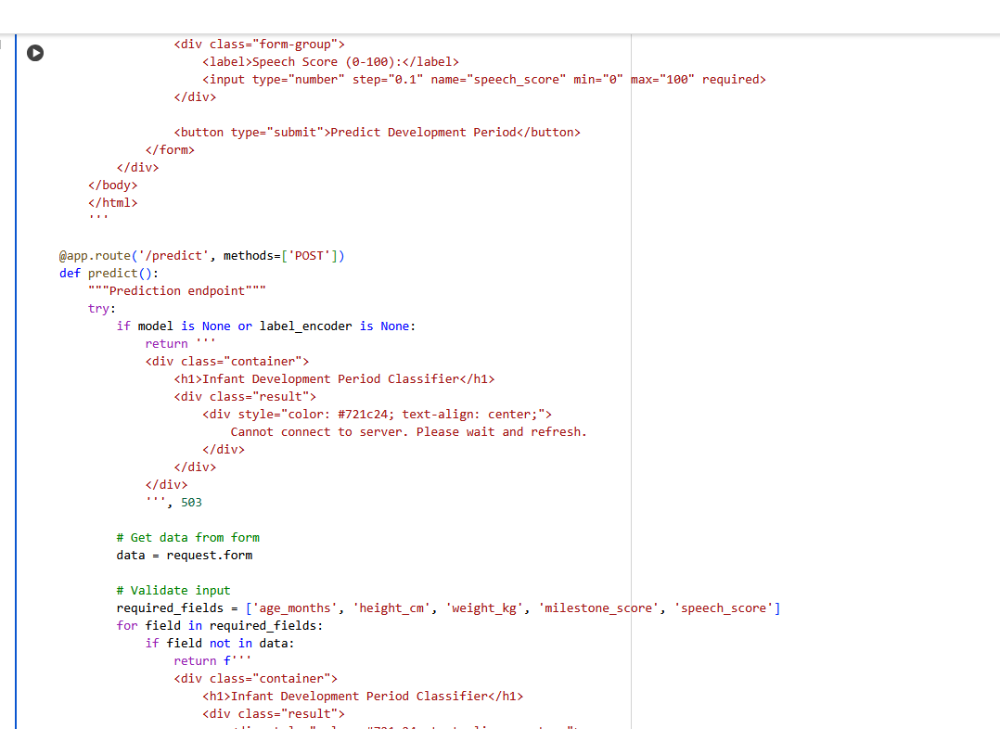 <div class="form-group">
<label>Speech Score (0-100):</label>
<input type="number" step="0.1" name="speech_score" min="0" max="100" required>
</div>
<button type="submit">Predict Development Period</button>
</form>
</div>
</body>
</html>
'''
@app.route('/predict', methods=['POST'])
def predict():
"""Prediction endpoint"""
try:
if model is None or label_encoder is None:
return '''
<div class="container">
<h1>Infant Development Period Classifier</h1>
<div class="result">
<div style="color: #721c24; text-align: center;">
Cannot connect to server. Please wait and refresh.
</div>
</div>
</div>
''', 503
# Get data from form
data = request.form
# Validate input
required_fields = ['age_months', 'height_cm', 'weight_kg', 'milestone_score', 'speech_score']
for field in required_fields:
if field not in data:
return f'''
<div class="container">
<h1>Infant Development Period Classifier</h1>
<div class="result">